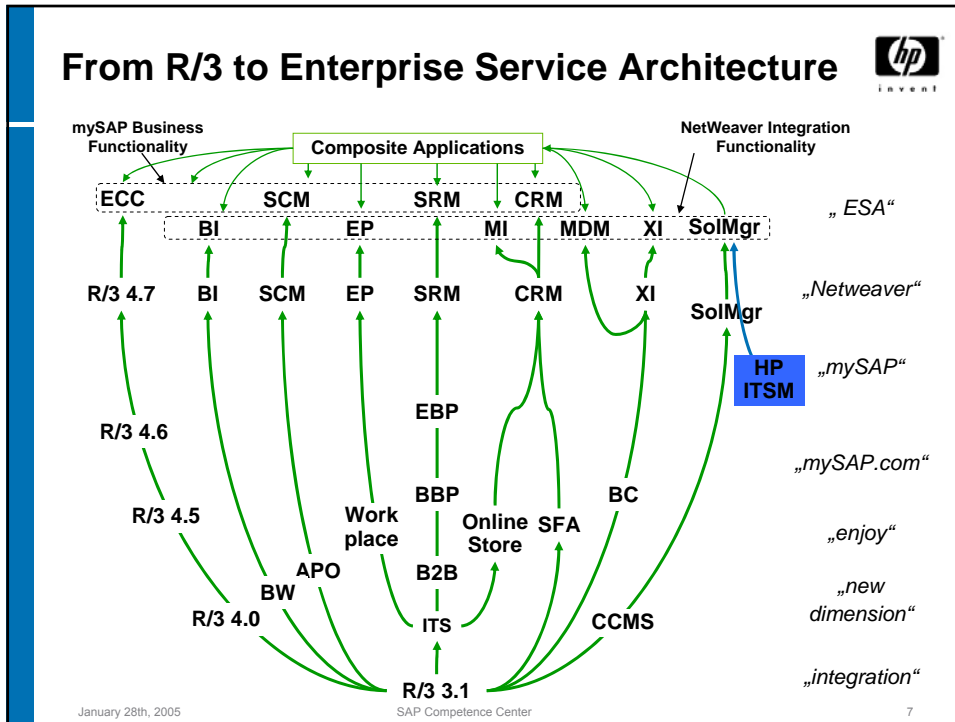 From R/3 to Enterprise Service Architecture
hp
invent
mySAP Business
Functionality
Composite Applications
NetWeaver Integration
Functionality
ECC
SCM
SRM
CRM
„ ESA“
BI
EP
MI
MDM
XI
SolMgr
R/3 4.7
BI
SCM
EP
SRM
CRM
XI
SolMgr
„Netweaver“
HP
ITSM
„mySAP“
EBP
R/3 4.6
„mySAP.com“
BBP
BC
R/3 4.5
Work
place
Online
Store
SFA
„enjoy“
APO
B2B
BW
„new
dimension“
R/3 4.0
ITS
CCMS
R/3 3.1
„integration“
January 28th, 2005
SAP Competence Center
7